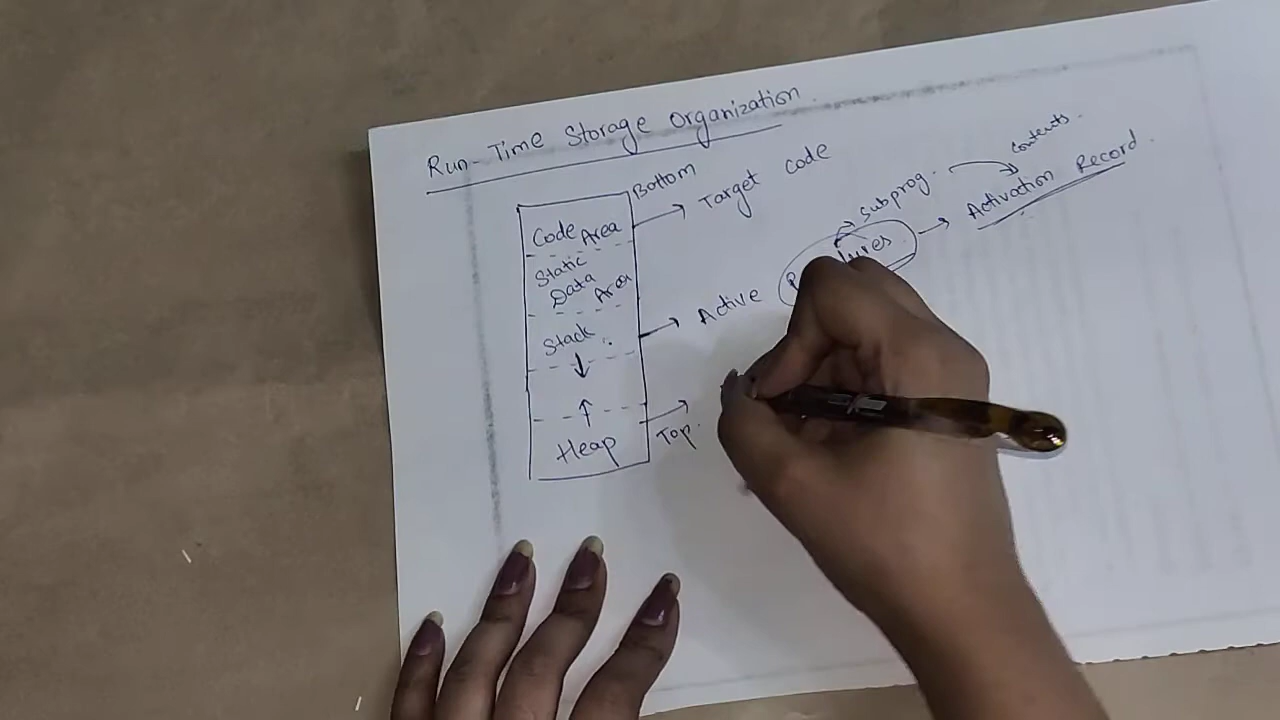 Run-Time Storage Organization
Bottom
Code Area
Target code
Static
Data Area
Stack
Active
subprog.
contents.
Activation Record.
Heap
Top.